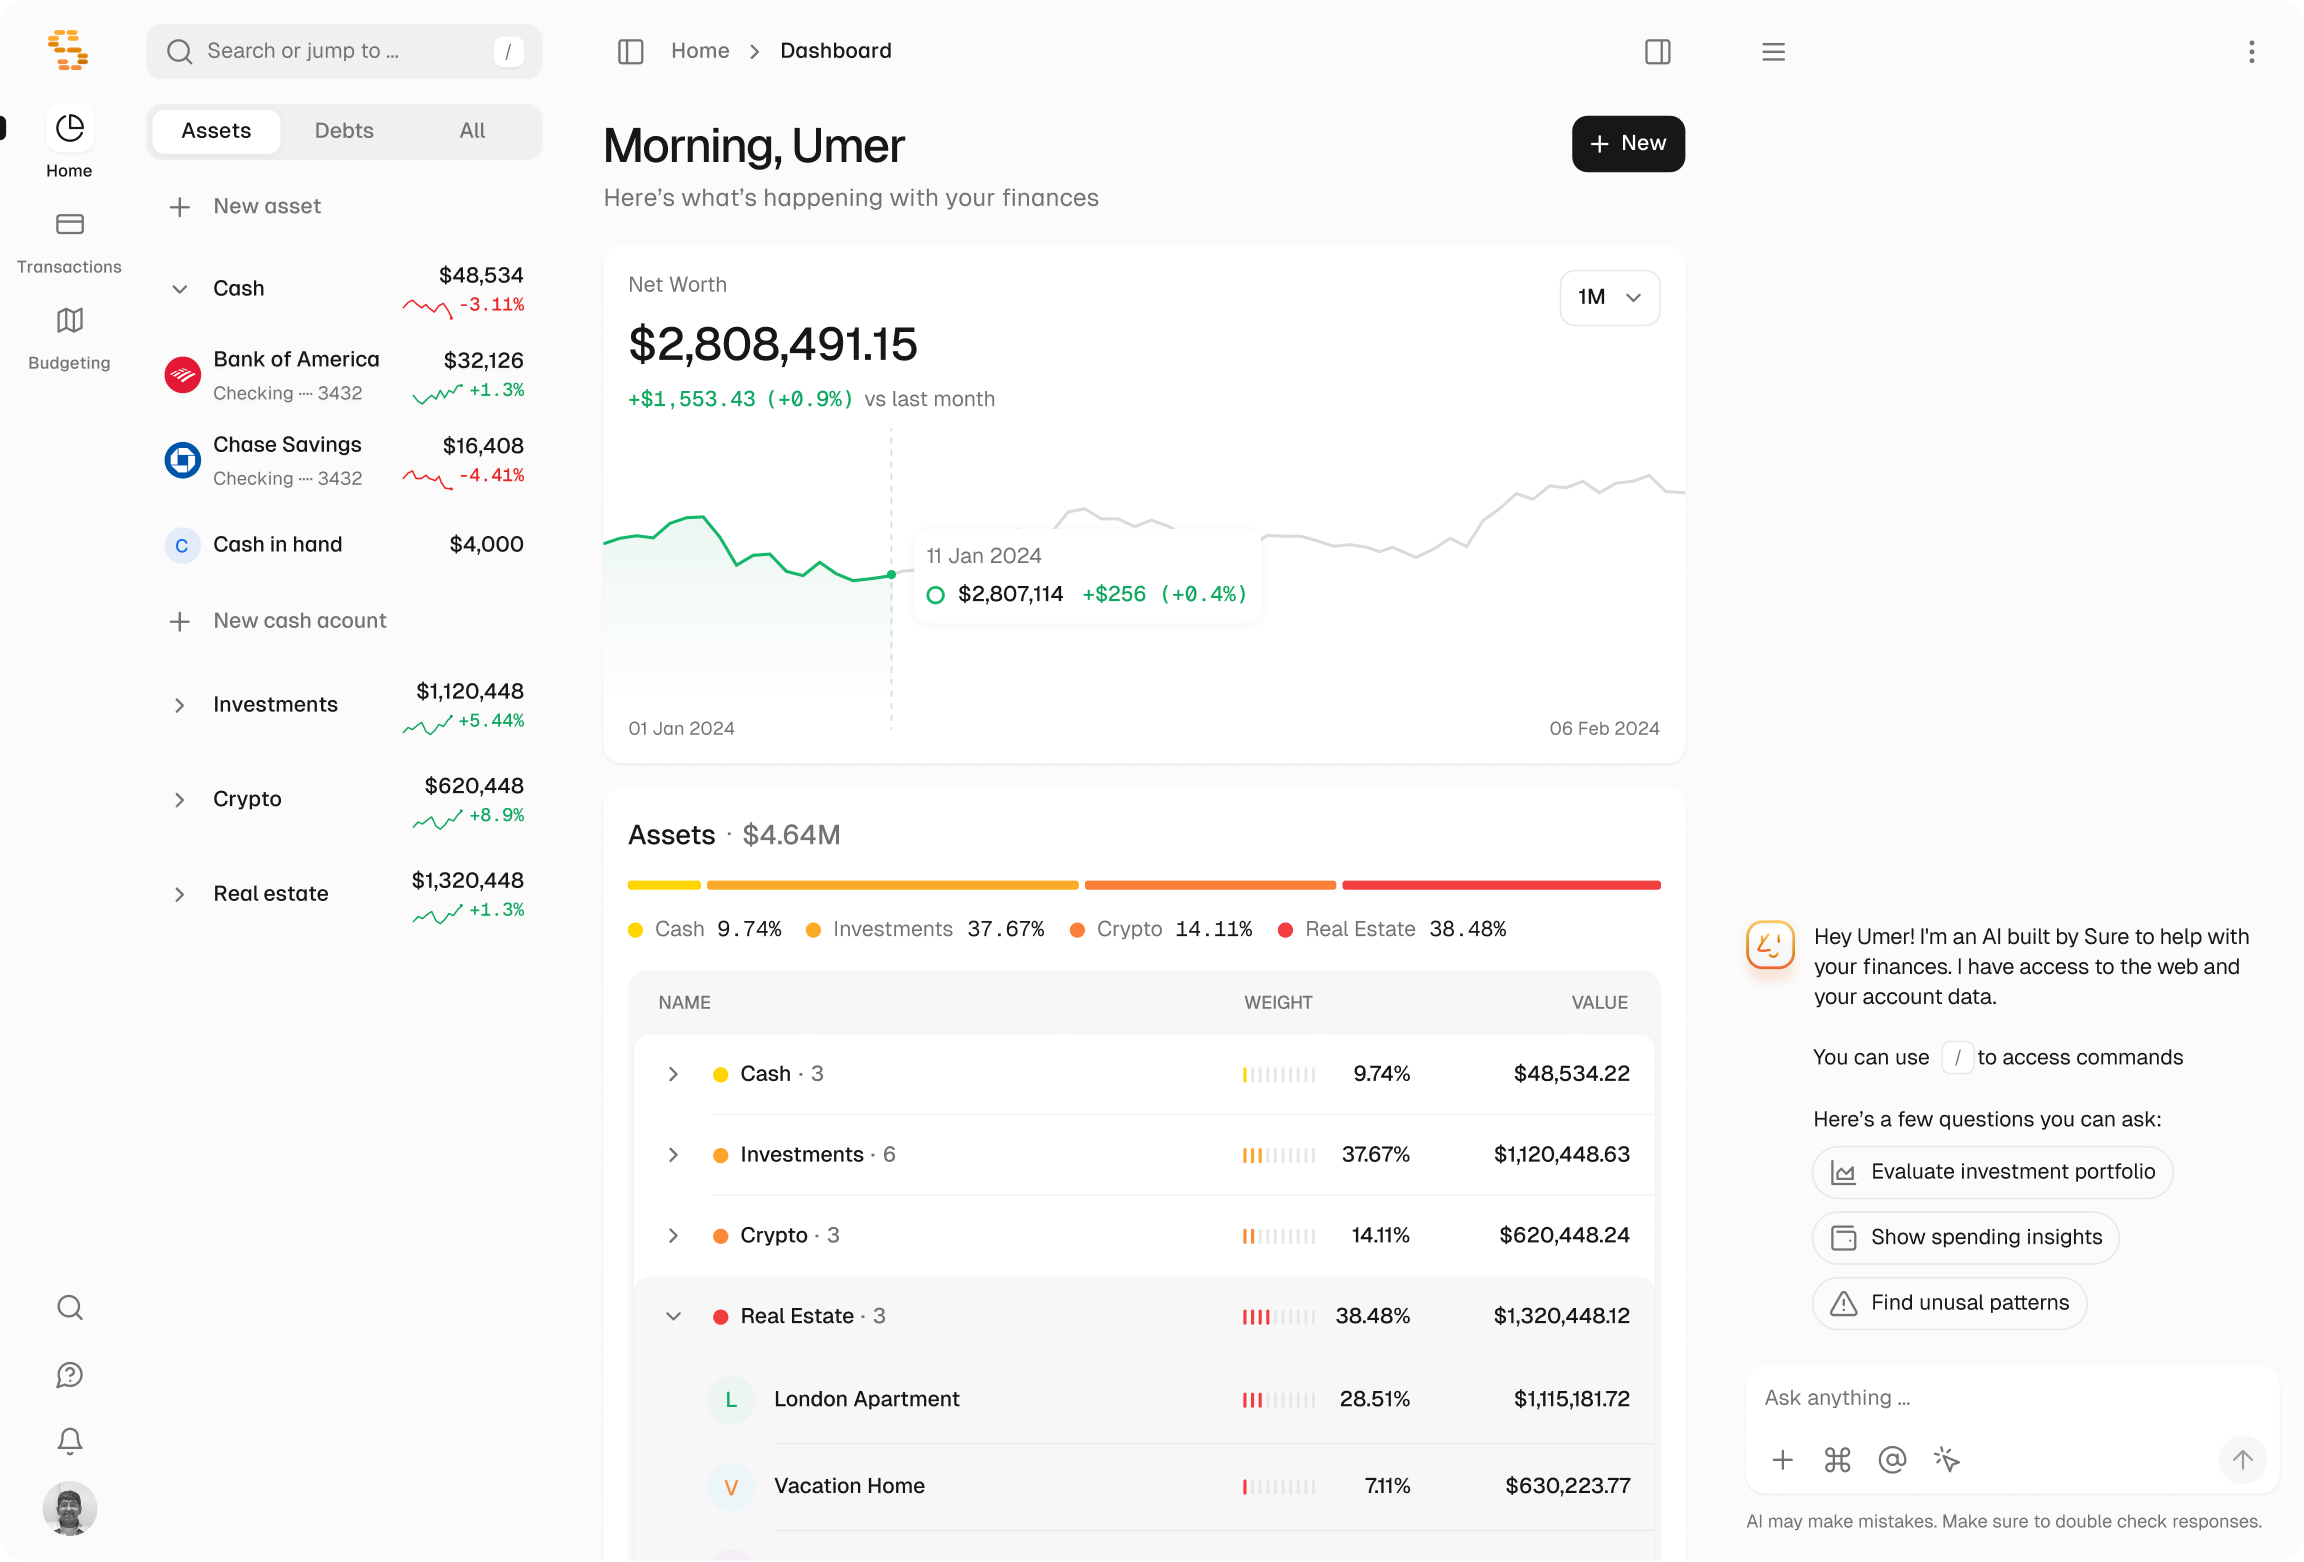 Search or jump to ...
/
Home
Transactions
Budgeting
Assets
Debts
All
New asset
Cash
$48,534
-3.11%
Bank of America
$32,126
Checking ···· 3432
+1.3%
Chase Savings
$16,408
Checking ···· 3432
-4.41%
C
Cash in hand
$4,000
New cash acount
Investments
$1,120,448
+5.44%
Crypto
$620,448
+8.9%
Real estate
$1,320,448
+1.3%
Home
Dashboard
Morning, Umer
New
Here’s what’s happening with your finances
Net Worth
1M
$2,808,491.15
+$1,553.43 (+0.9%) vs last month
11 Jan 2024
$2,807,114 +$256 (+0.4%)
01 Jan 2024
06 Feb 2024
Assets · $4.64M
Cash 9.74% Investments 37.67% Crypto 14.11% Real Estate 38.48%
NAME WEIGHT VALUE
Cash · 3 9.74% $48,534.22
Investments · 6 37.67% $1,120,448.63
Crypto · 3 14.11% $620,448.24
Real Estate · 3 38.48% $1,320,448.12
L London Apartment 28.51% $1,115,181.72
V Vacation Home 7.11% $630,223.77
Hey Umer! I'm an AI built by Sure to help with
your finances. I have access to the web and
your account data.
You can use / to access commands
Here’s a few questions you can ask:
Evaluate investment portfolio
Show spending insights
Find unusal patterns
Ask anything ...
AI may make mistakes. Make sure to double check responses.